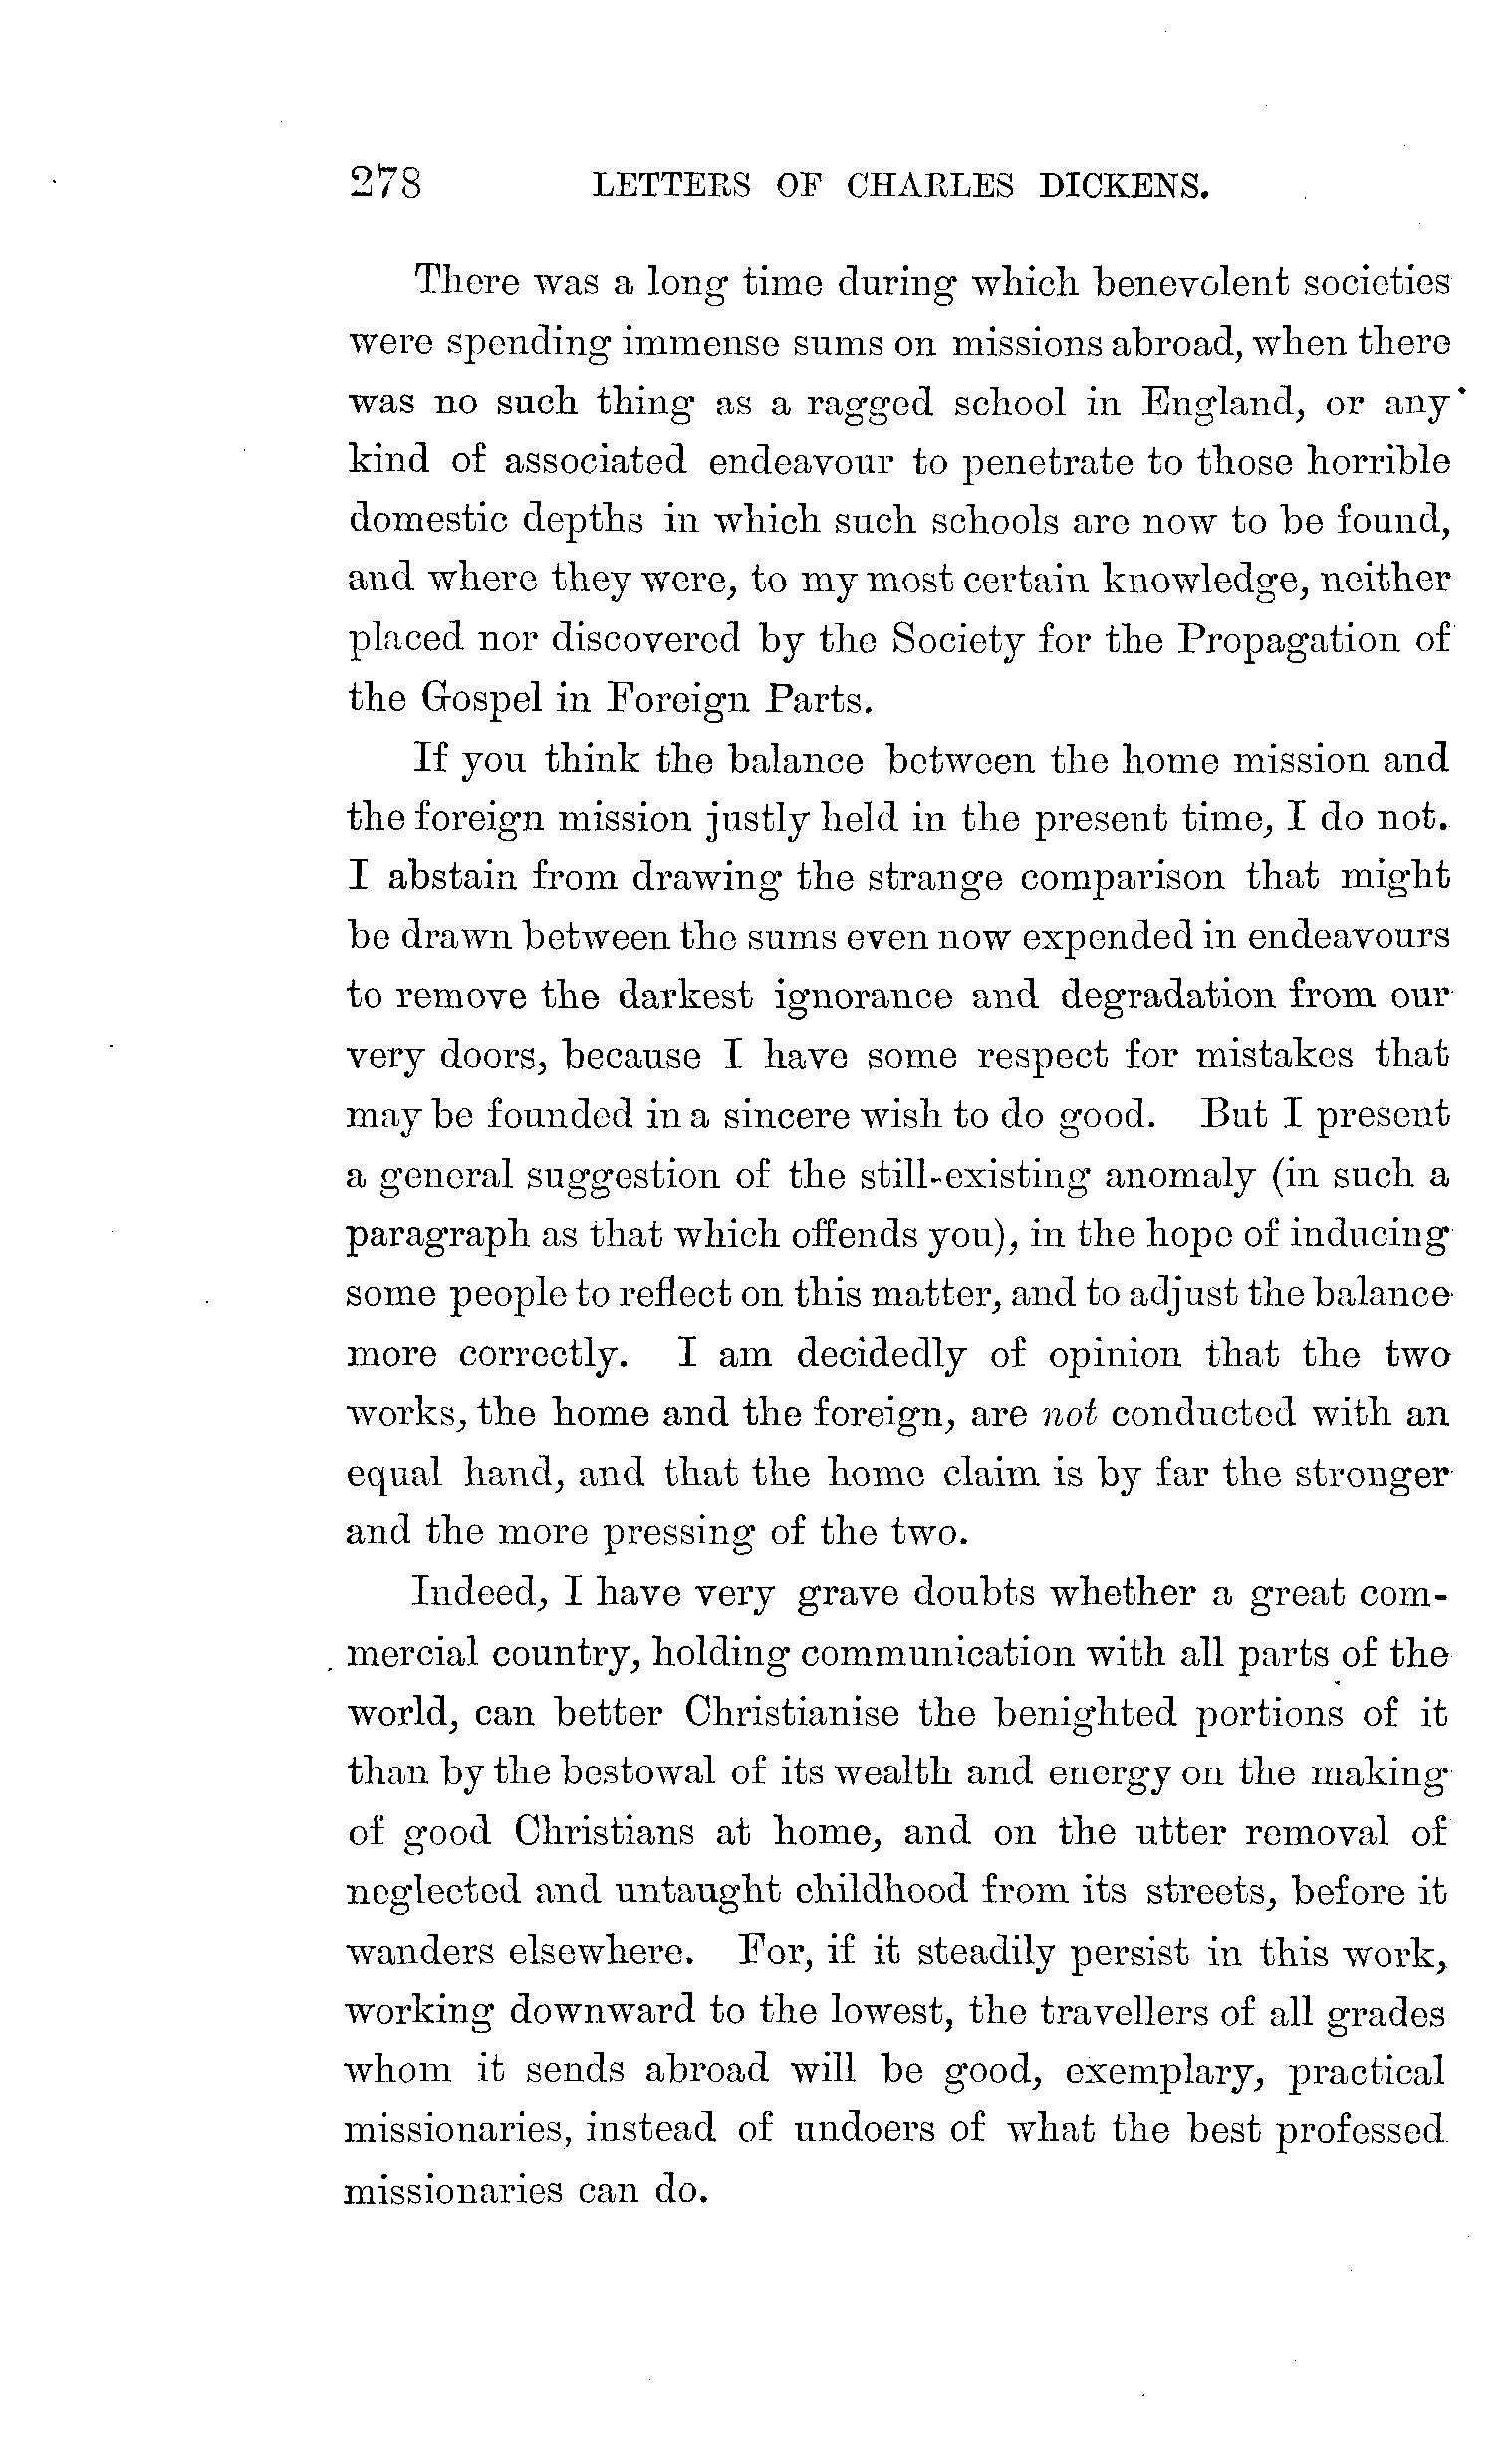 278 LETTERS OF CHARLES DICKENS.
There was a long time during which benevolent societies
were spending immense sums on missions abroad, when there
was no such thing as a ragged school in England, or any
kind of associated endeavour to penetrate to those horrible
domestic depths in which such schools are now to be found,
and where they were, to my most certain knowledge, neither
placed nor discovered by the Society for the Propagation of
the Gospel in Foreign Parts.
If you think the balance between the home mission and
the foreign mission justly held in the present time, I do not.
I abstain from drawing the strange comparison that might
be drawn between the sums even now expended in endeavours
to remove the darkest ignorance and degradation from our
very doors, because I have some respect for mistakes that
may be founded in a sincere wish to do good. But I present
a general suggestion of the still-existing anomaly (in such a
paragraph as that which offends you), in the hope of inducing
some people to reflect on this matter, and to adjust the balance
more correctly. I am decidedly of opinion that the two
works, the home and the foreign, are not conducted with an
equal hand, and that the home claim is by far the stronger
and the more pressing of the two.
Indeed, I have very grave doubts whether a great com-
mercial country, holding communication with all parts of the
world, can better Christianise the benighted portions of it
than by the bestowal of its wealth and energy on the making
of good Christians at home, and on the utter removal of
neglected and untaught childhood from its streets, before it
wanders elsewhere. For, if it steadily persist in this work,
working downward to the lowest, the travellers of all grades
whom it sends abroad will be good, exemplary, practical
missionaries, instead of undoers of what the best professed
missionaries can do.